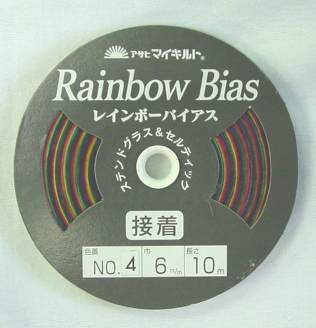 アサヒマイキルト®
Rainbow Bias
レインボーバイアス
ステンドグラス&セルティック
接着
色番 巾 長さ
NO. 4 6 m/m 10m